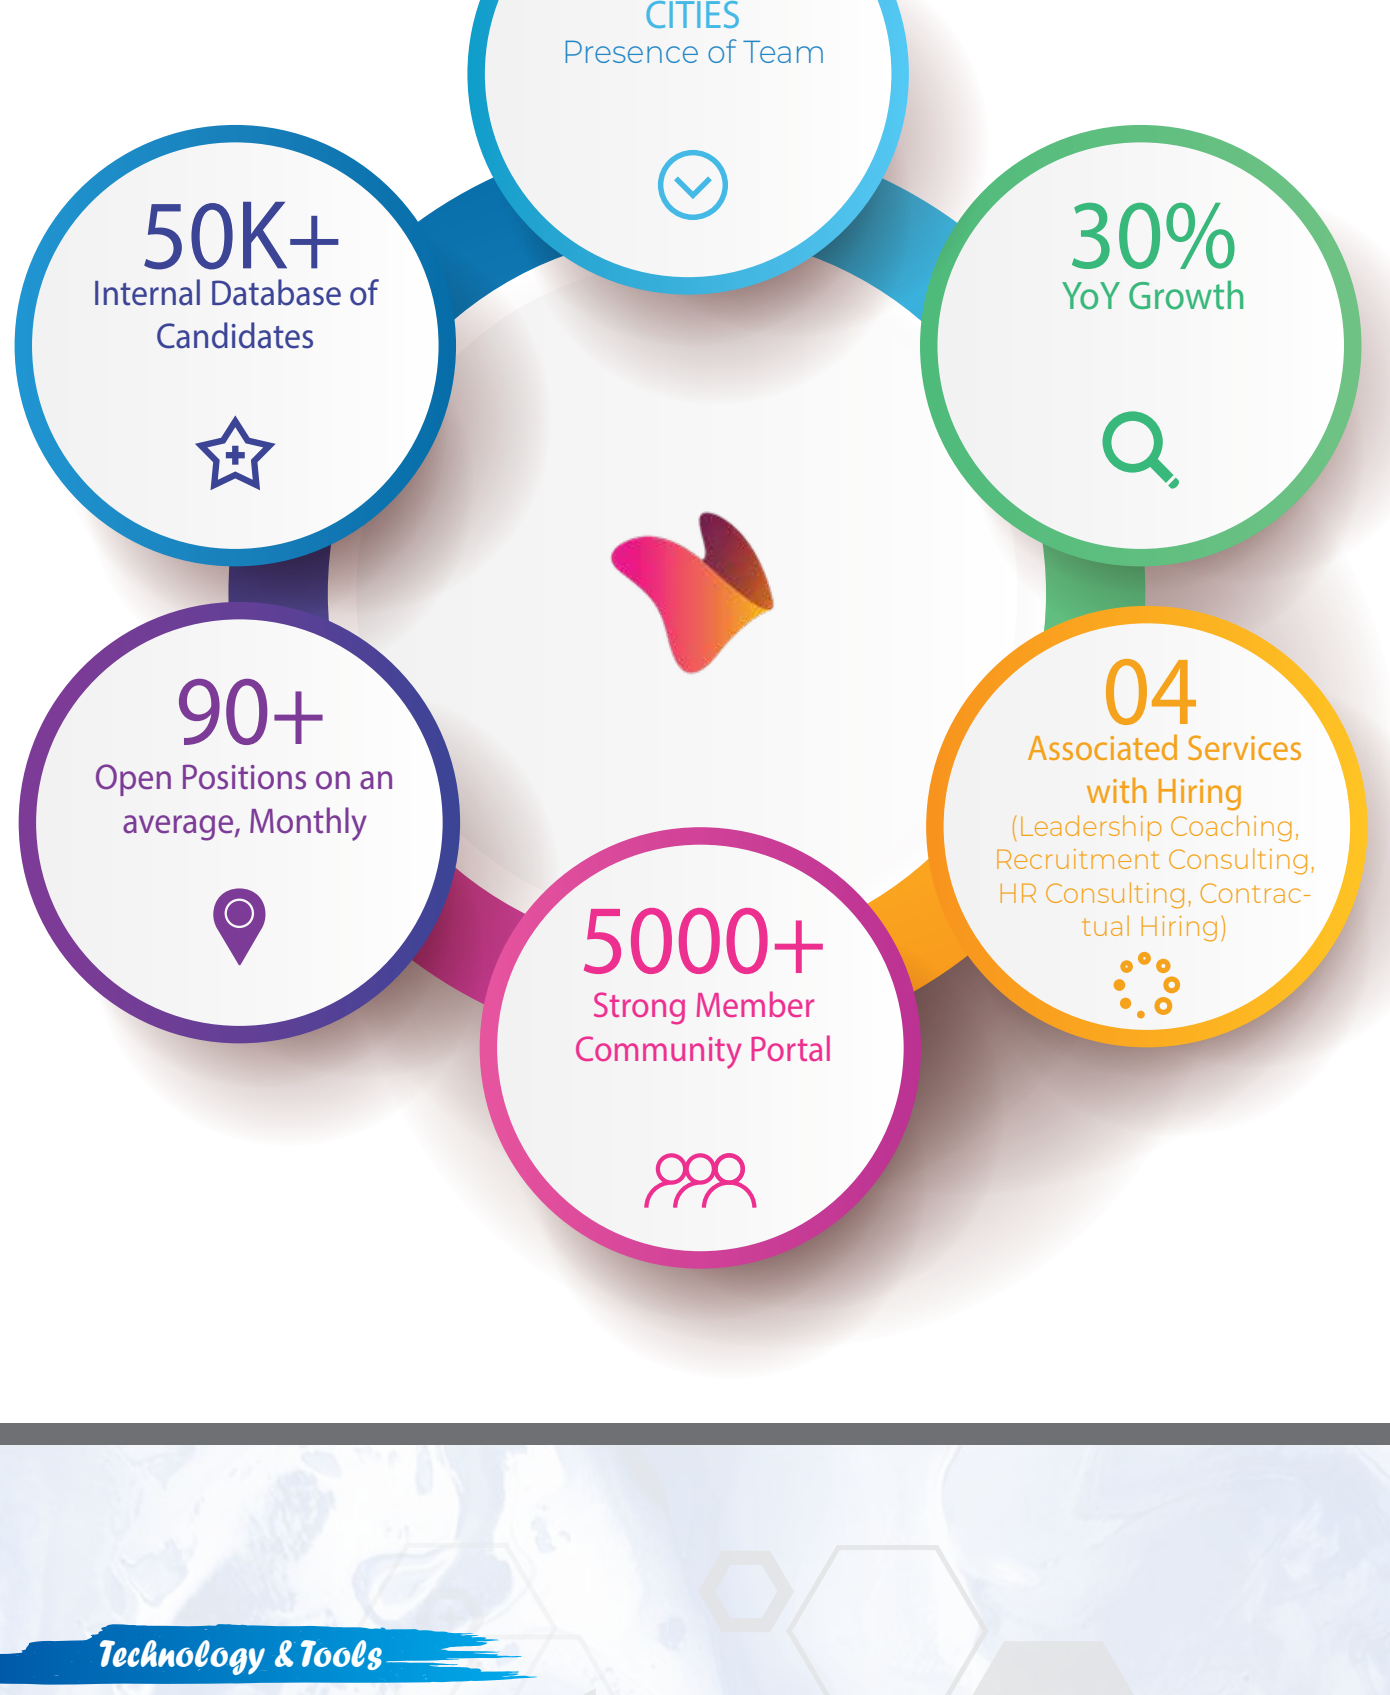 CITIES
Presence of Team
50K+
Internal Database of
Candidates
30%
YoY Growth
90+
Open Positions on an
average, Monthly
04
Associated Services
with Hiring
(Leadership Coaching,
Recruitment Consulting,
HR Consulting, Contrac-
tual Hiring)
5000+
Strong Member
Community Portal
Technology & Tools